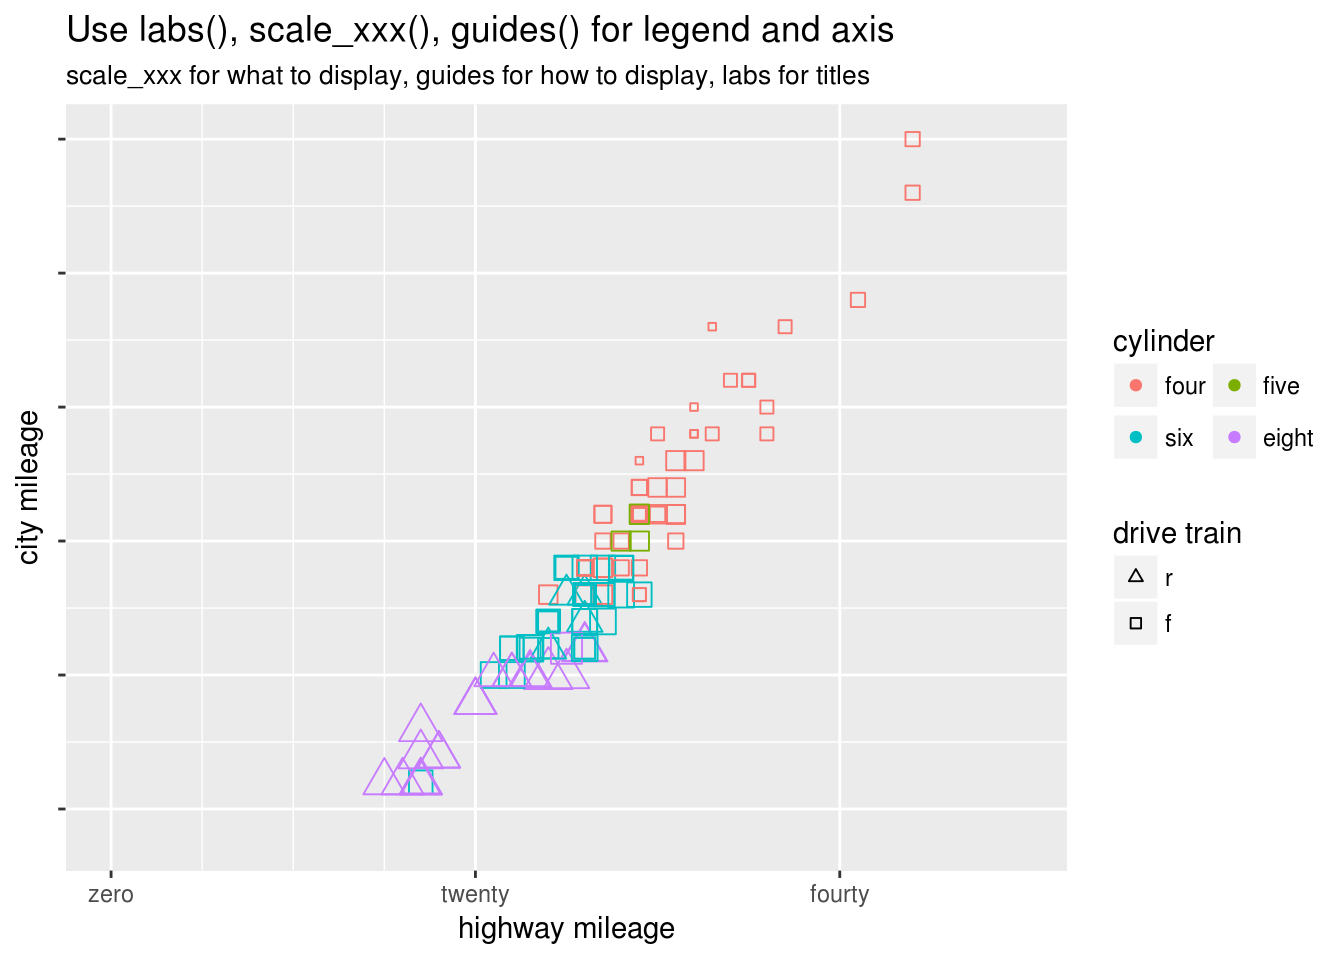 Use labs(), scale_xxx(), guides() for legend and axis
scale_xxx for what to display, guides for how to display, labs for titles
city mileage
zero
twenty
fourty
highway mileage
cylinder
four
five
six
eight
drive train
r
f